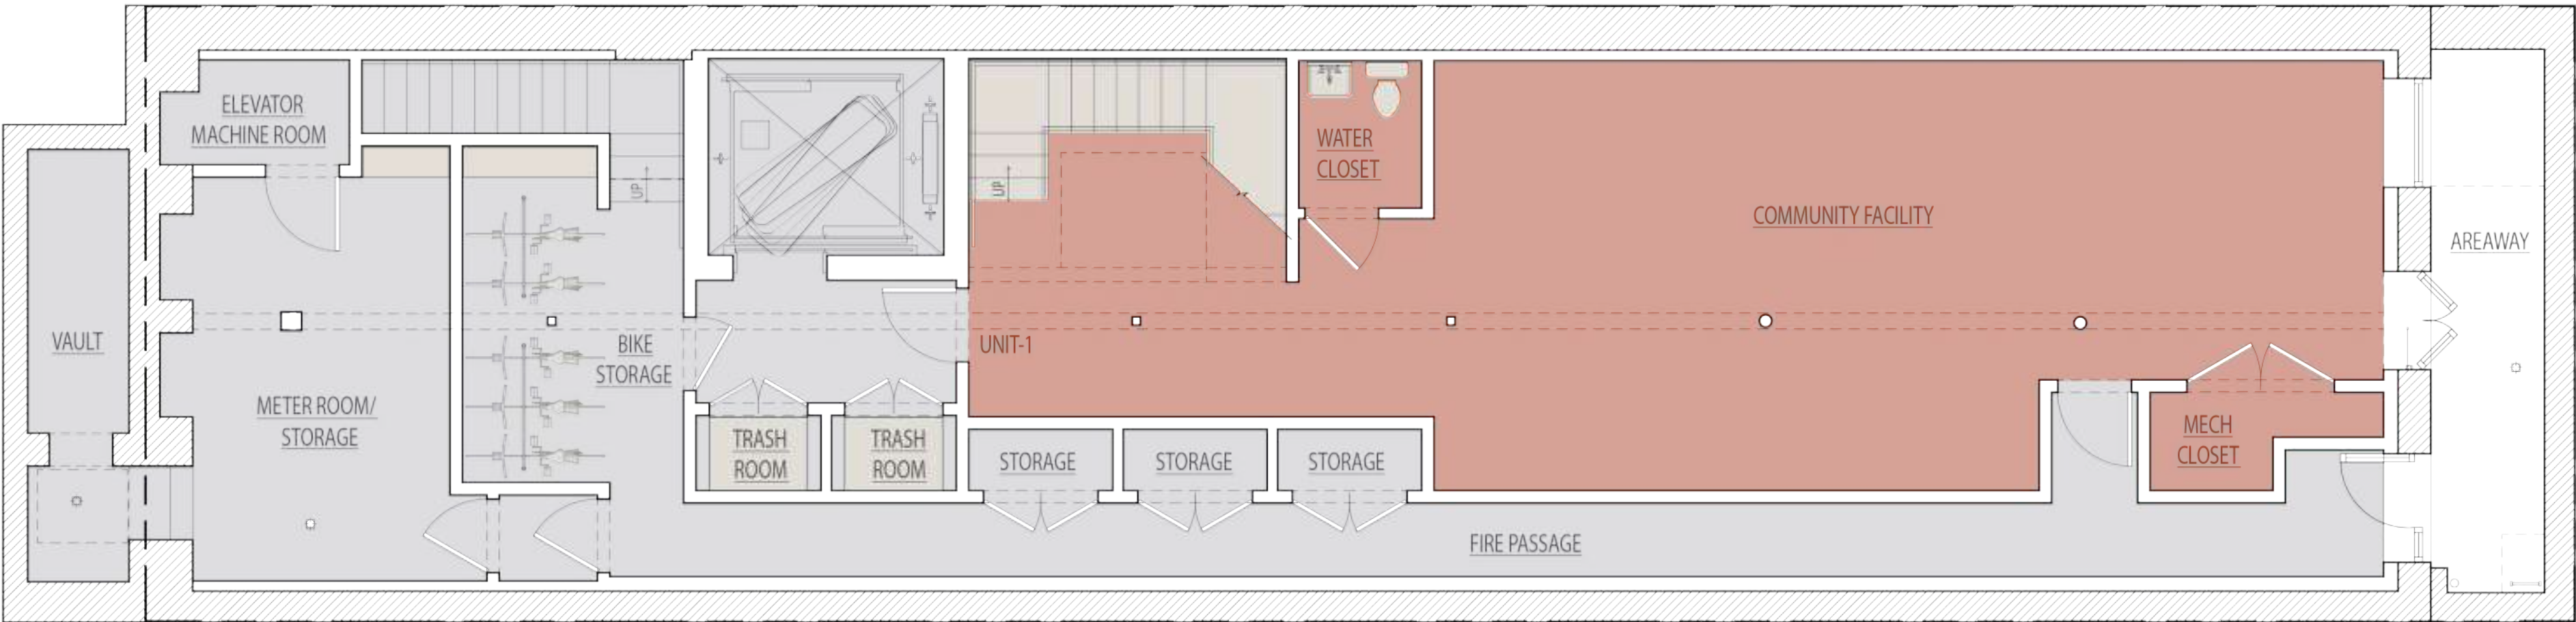 ELEVATOR
MACHINE ROOM
VAULT
METER ROOM/
STORAGE
UP
BIKE
STORAGE
TRASH
ROOM
TRASH
ROOM
UP
UNIT-1
STORAGE
STORAGE
STORAGE
WATER
CLOSET
COMMUNITY FACILITY
MECH
CLOSET
FIRE PASSAGE
AREAWAY